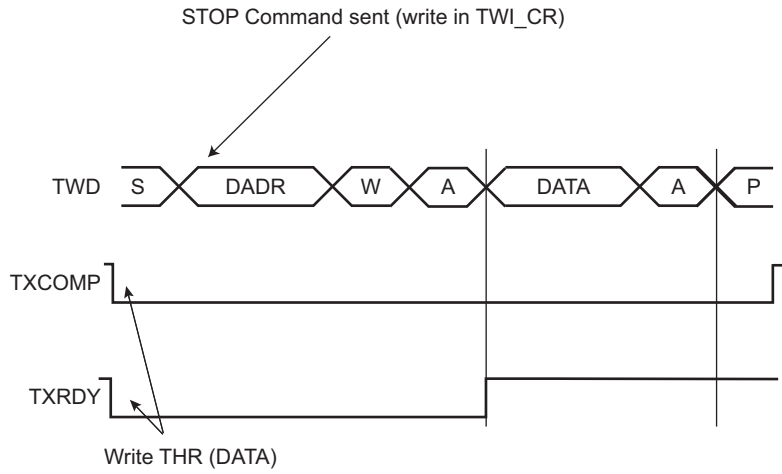 STOP Command sent (write in TWI_CR)
TWD S DADR W A DATA A P
TXCOMP
TXRDY
Write THR (DATA)